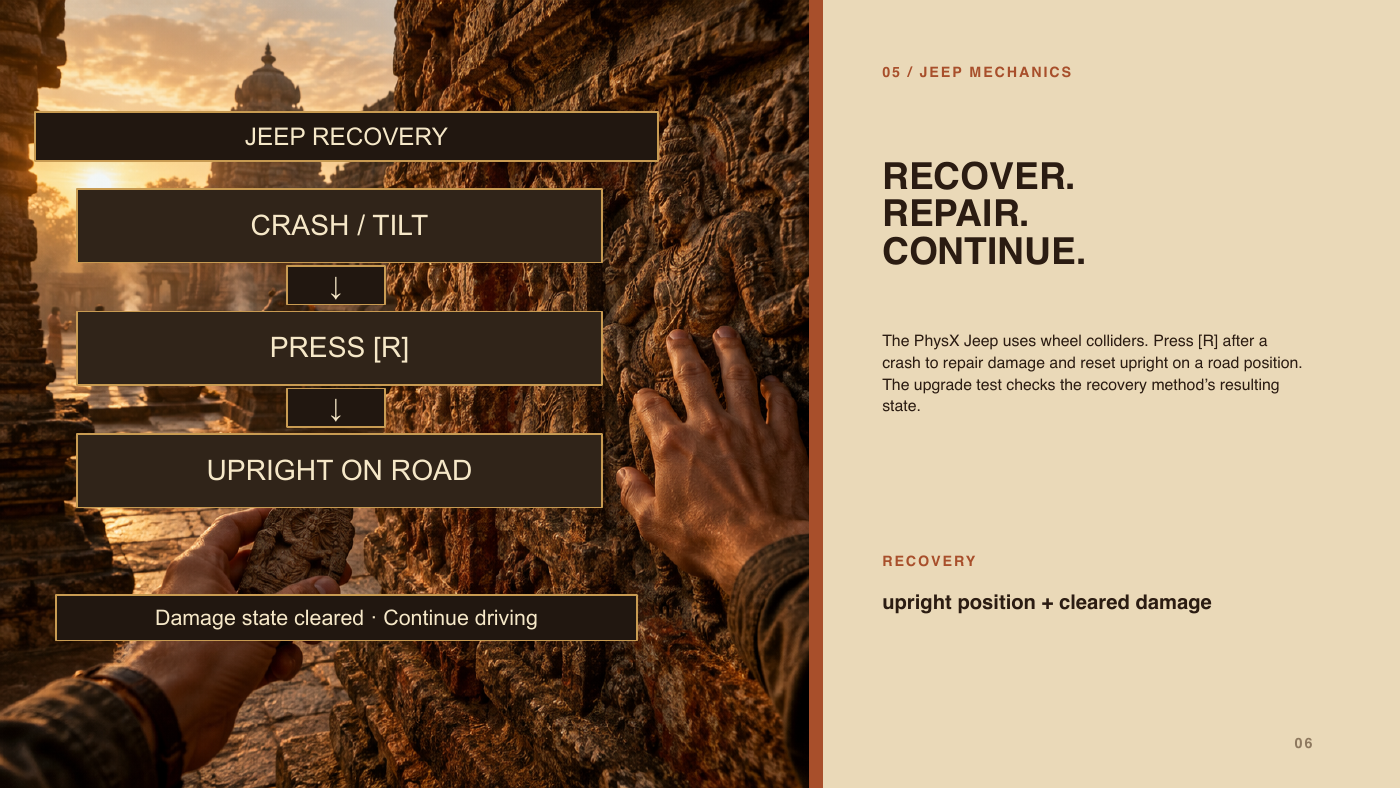 JEEP RECOVERY
CRASH / TILT
↓
PRESS [R]
↓
UPRIGHT ON ROAD
Damage state cleared · Continue driving
05 / JEEP MECHANICS
RECOVER.
REPAIR.
CONTINUE.
The PhysX Jeep uses wheel colliders. Press [R] after a
crash to repair damage and reset upright on a road position.
The upgrade test checks the recovery method’s resulting
state.
RECOVERY
upright position + cleared damage
06